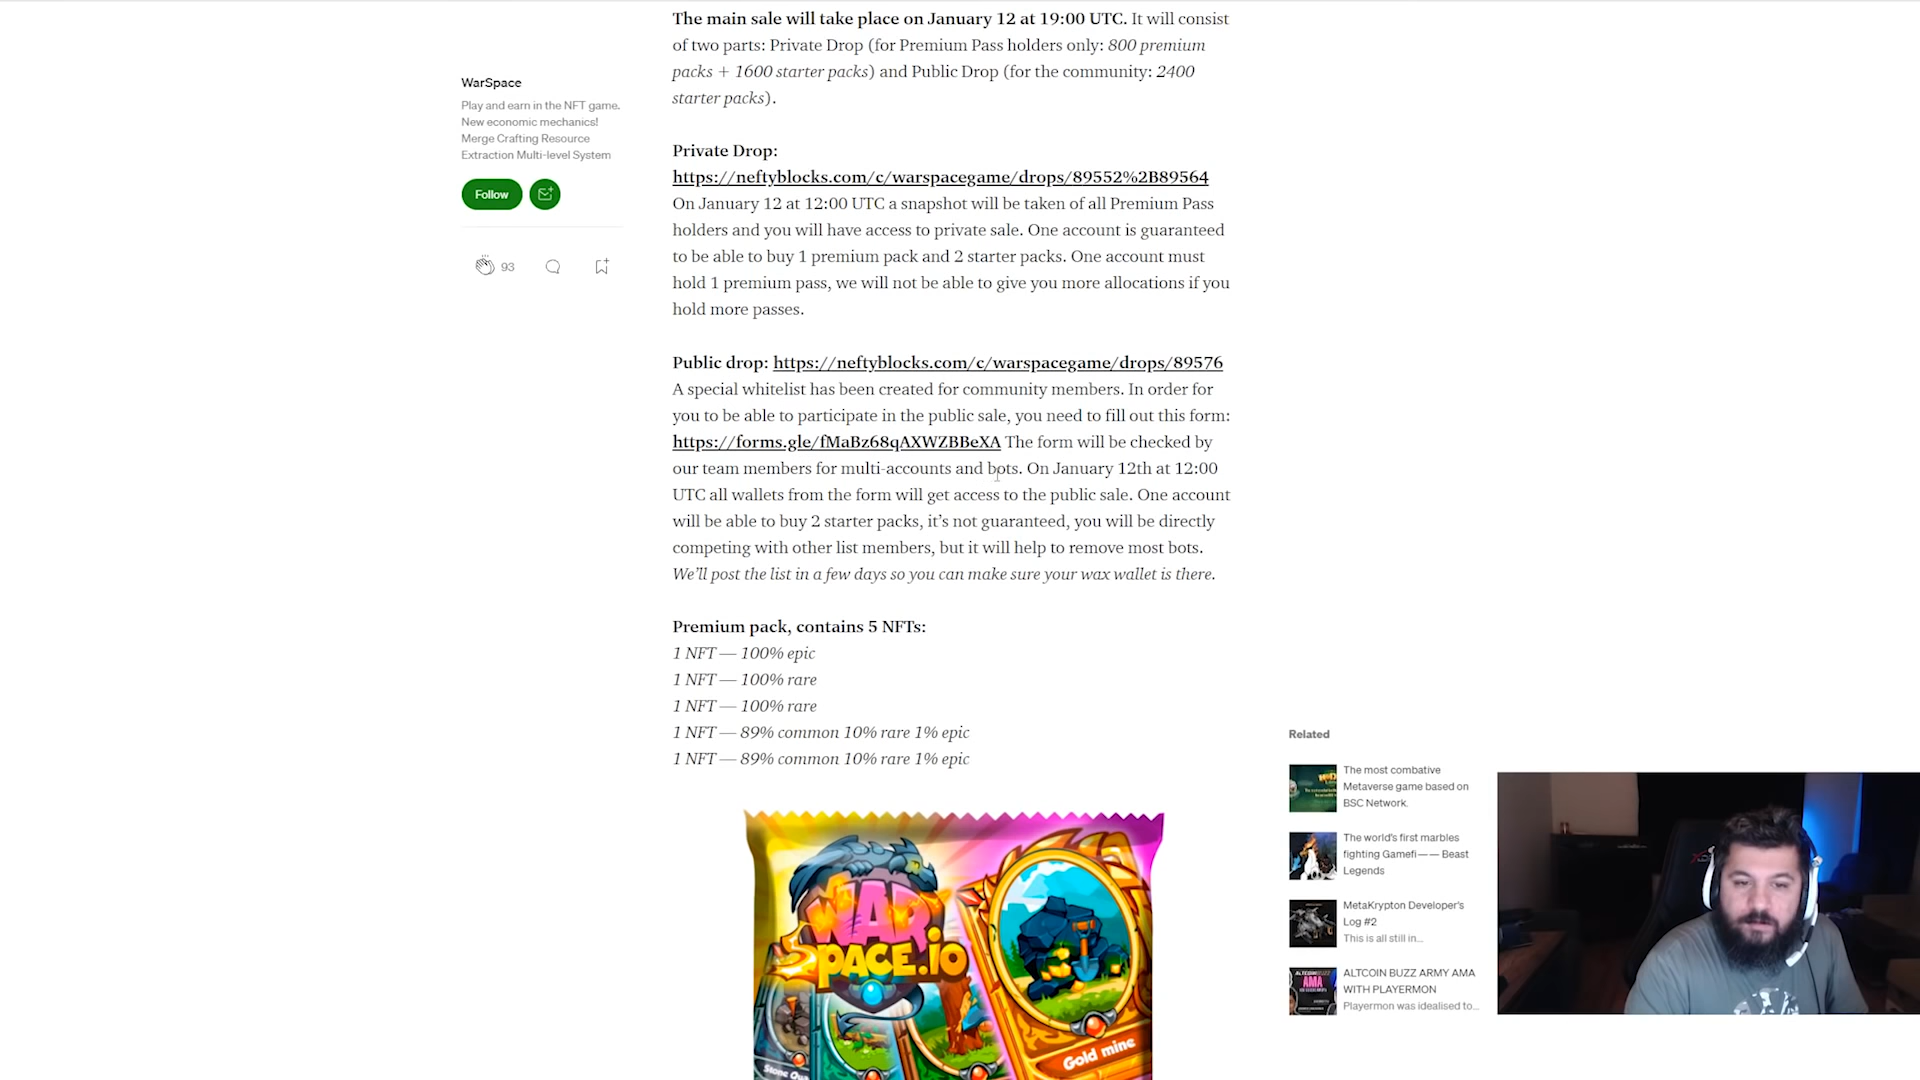 The main sale will take place on January 12 at 19:00 UTC. It will consist
of two parts: Private Drop (for Premium Pass holders only: 800 premium
packs + 1600 starter packs) and Public Drop (for the community: 2400
starter packs).
WarSpace
Play and earn in the NFT game.
New economic mechanics!
Merge Crafting Resource
Extraction Multi-level System
Follow
93
Private Drop:
https://neftyblocks.com/c/warspacegame/drops/89552%2B89564
On January 12 at 12:00 UTC a snapshot will be taken of all Premium Pass
holders and you will have access to private sale. One account is guaranteed
to be able to buy 1 premium pack and 2 starter packs. One account must
hold 1 premium pass, we will not be able to give you more allocations if you
hold more passes.
Public drop: https://neftyblocks.com/c/warspacegame/drops/89576
A special whitelist has been created for community members. In order for
you to be able to participate in the public sale, you need to fill out this form:
https://forms.gle/fMaBz68qAXWZBBeXA The form will be checked by
our team members for multi-accounts and bots. On January 12th at 12:00
UTC all wallets from the form will get access to the public sale. One account
will be able to buy 2 starter packs, it's not guaranteed, you will be directly
competing with other list members, but it will help to remove most bots.
We'll post the list in a few days so you can make sure your wax wallet is there.
Premium pack, contains 5 NFTs:
1 NFT — 100% epic
1 NFT — 100% rare
1 NFT — 100% rare
1 NFT — 89% common 10% rare 1% epic
1 NFT — 89% common 10% rare 1% epic
WAR
SPACE.io
Gold mine
Stone
Related
The most combative
Metaverse game based on
BSC Network.
The world's first marbles
fighting Gamefi—— Beast
Legends
MetaKrypton Developer's
Log #2
This is all still in...
ALTCOIN BUZZ ARMY AMA
WITH PLAYERMON
Playermon was idealised to...
AMA